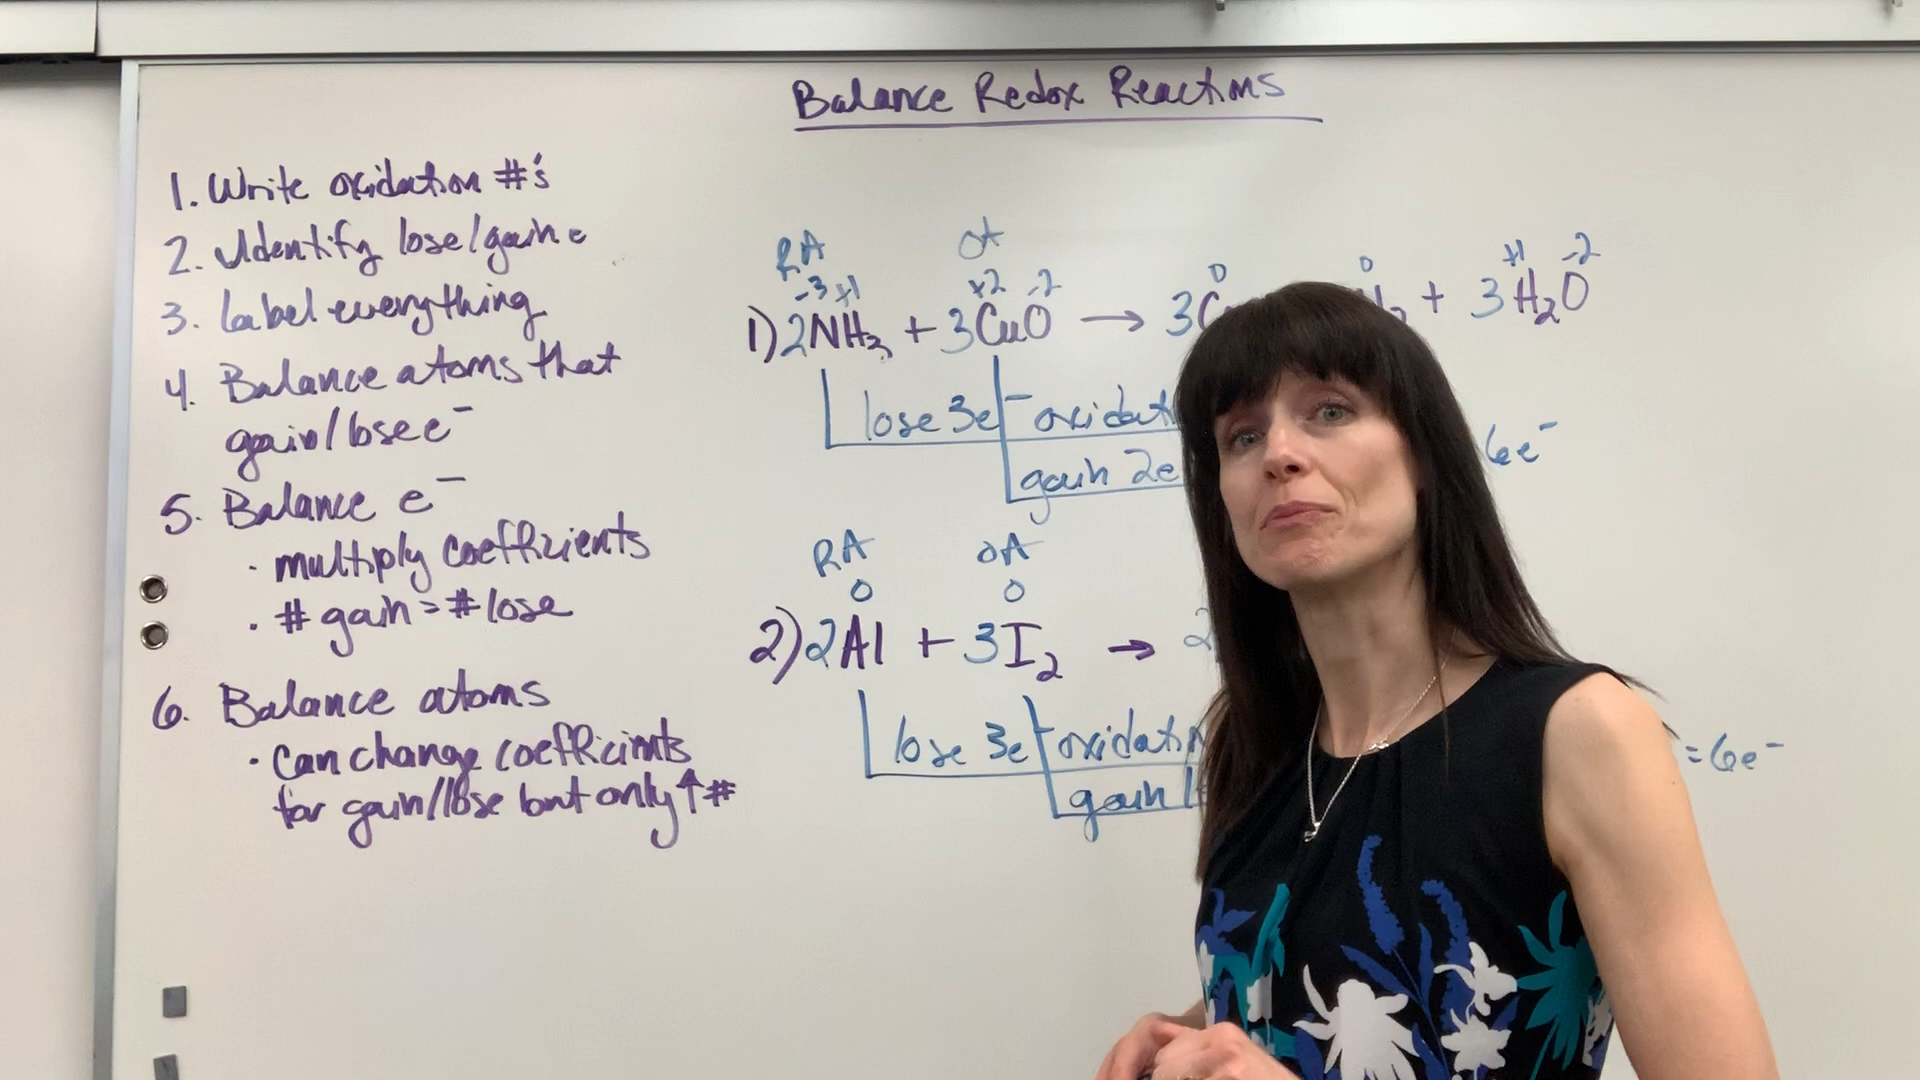 Balance Redox Reactions
1. Write oxidation #'s
2. Identify lose/gain e
3. Label everything
4. Balance atoms that
gain/lose e⁻
5. Balance e⁻
· multiply coefficients
· # gain = # lose
6. Balance atoms
· Can change coefficients
for gain/lose but only ↑ #
RA OA
-3 +1 +2 -2 0 0 +1 -2
1) 2NH₃ + 3CuO → 3C + 3H₂O
lose 3e⁻ oxidati
gain 2e 6e⁻
RA OA
0 0
2) 2Al + 3I₂ → 2
lose 3e⁻ oxidatin
gain 1 = 6e⁻